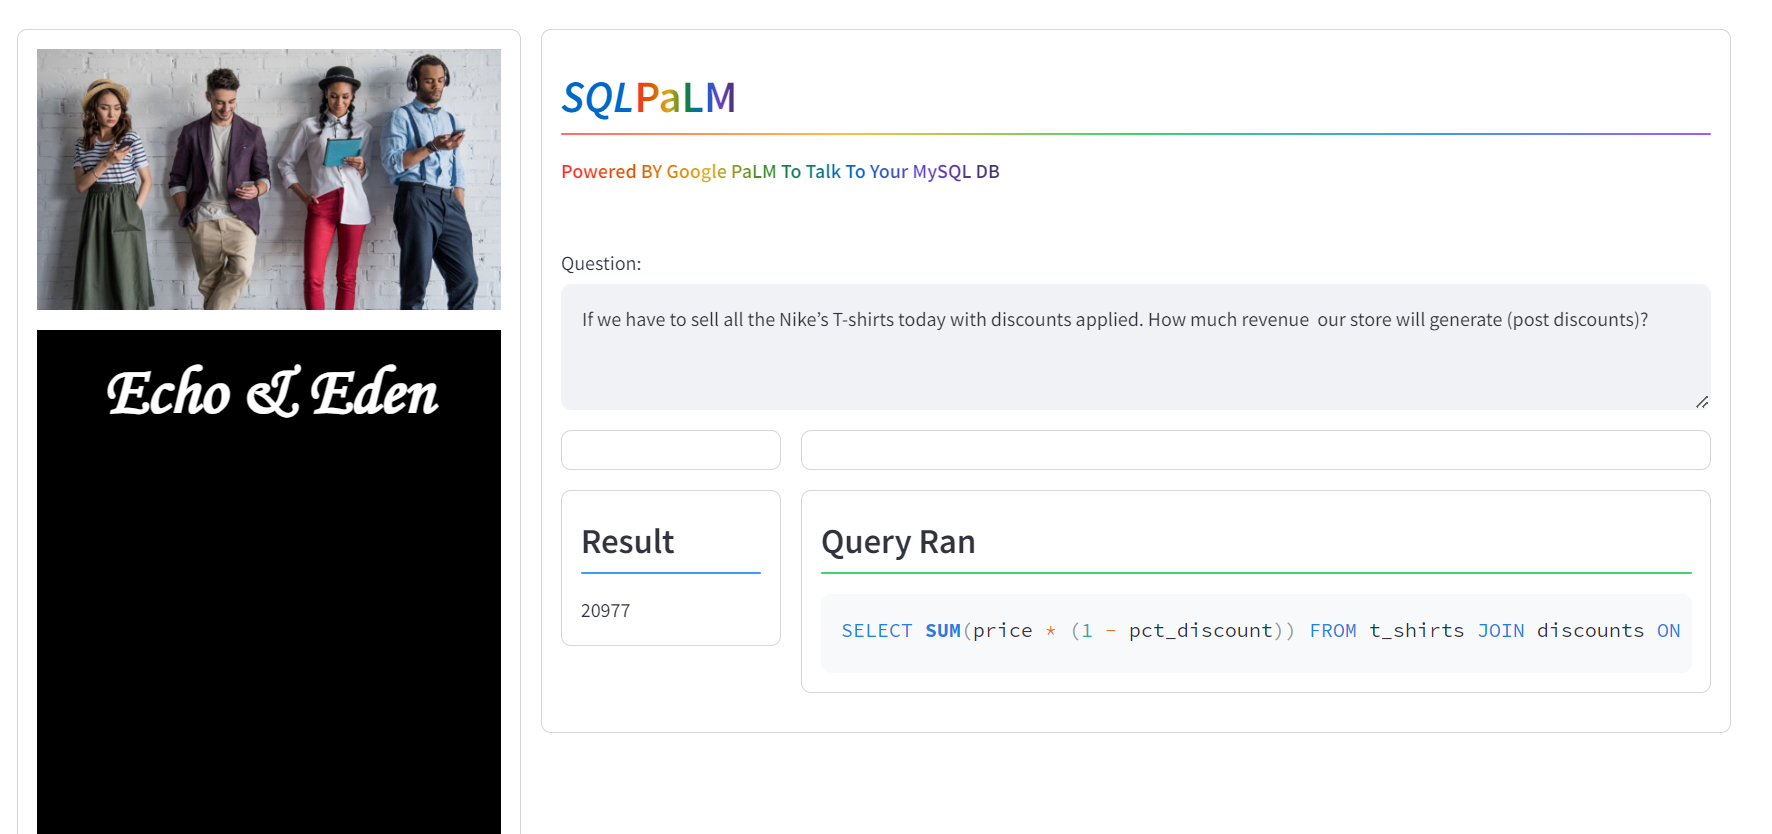 Echo & Eden
SQLPaLM
Powered BY Google PaLM To Talk To Your MySQL DB
Question:
If we have to sell all the Nike’s T-shirts today with discounts applied. How much revenue  our store will generate (post discounts)?
Result
20977
Query Ran
SELECT SUM(price * (1 - pct_discount)) FROM t_shirts JOIN discounts ON